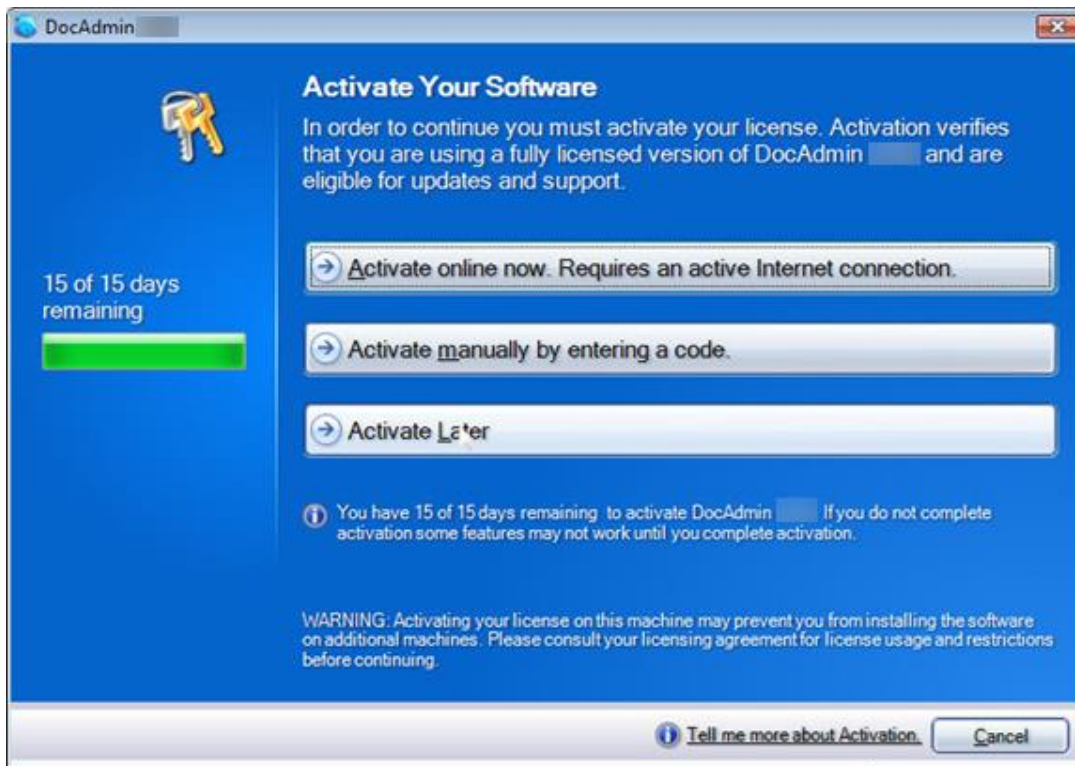 DocAdmin
Activate Your Software
In order to continue you must activate your license. Activation verifies
that you are using a fully licensed version of DocAdmin and are
eligible for updates and support.
15 of 15 days
remaining
Activate online now. Requires an active Internet connection.
Activate manually by entering a code.
Activate Later
You have 15 of 15 days remaining to activate DocAdmin If you do not complete
activation some features may not work until you complete activation.
WARNING: Activating your license on this machine may prevent you from installing the software
on additional machines. Please consult your licensing agreement for license usage and restrictions
before continuing.
Tell me more about Activation.
Cancel